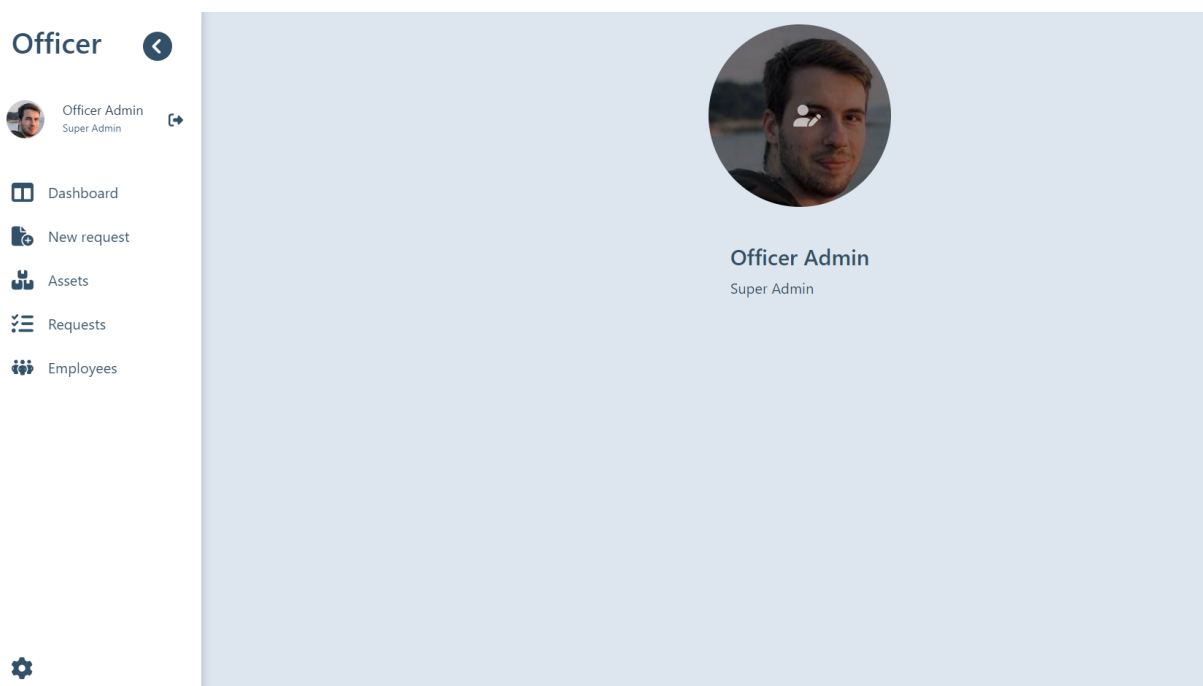 Officer
Officer Admin
Super Admin
Dashboard
New request
Assets
Requests
Employees
Officer Admin
Super Admin